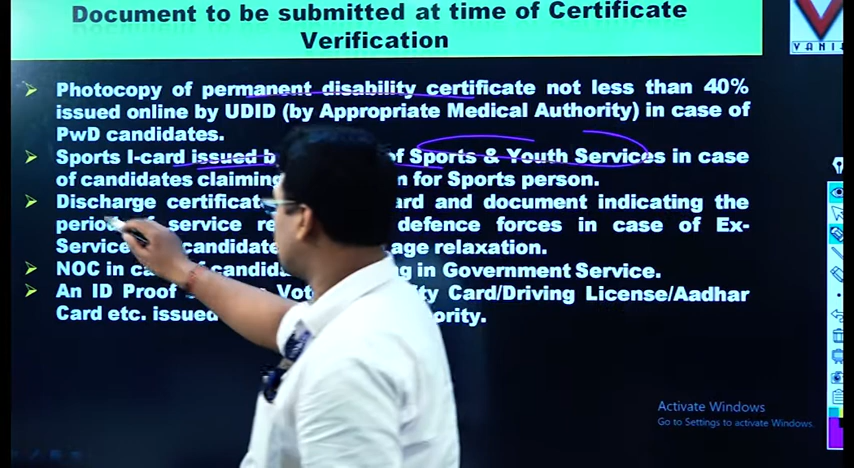 Document to be submitted at time of Certificate
Verification
VANI
Photocopy of permanent disability certificate not less than 40%
issued online by UDID (by Appropriate Medical Authority) in case of
PwD candidates.
Sports I-card issued b of Sports & Youth Services in case
of candidates claiming for Sports person.
Discharge certificat and document indicating the
period of service defence forces in case of Ex-
Service candidate age relaxation.
NOC in candida in Government Service.
An ID Proof Card/Driving License/Aadhar
Card etc. issued
Activate Windows
Go to Settings to activate Windows.